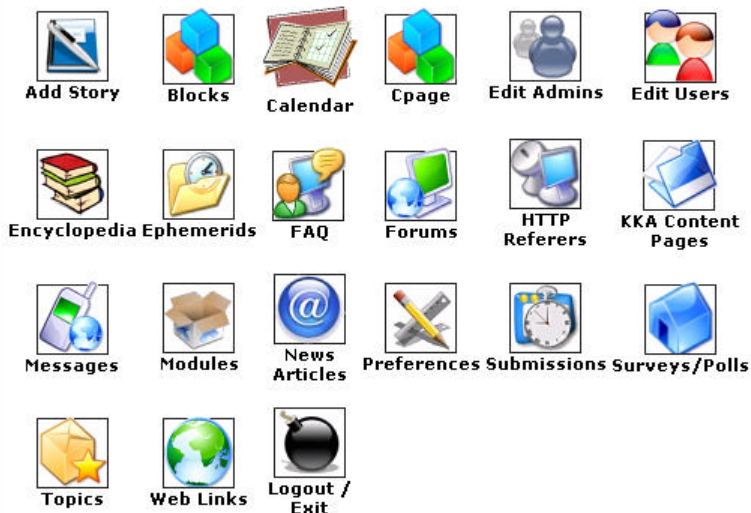 Add Story
Blocks
Calendar
Cpage
Edit Admins
Edit Users
Encyclopedia
Ephemerids
FAQ
Forums
HTTP
Referers
KKA Content
Pages
Messages
Modules
News
Articles
Preferences
Submissions
Surveys/Polls
Topics
Web Links
Logout /
Exit